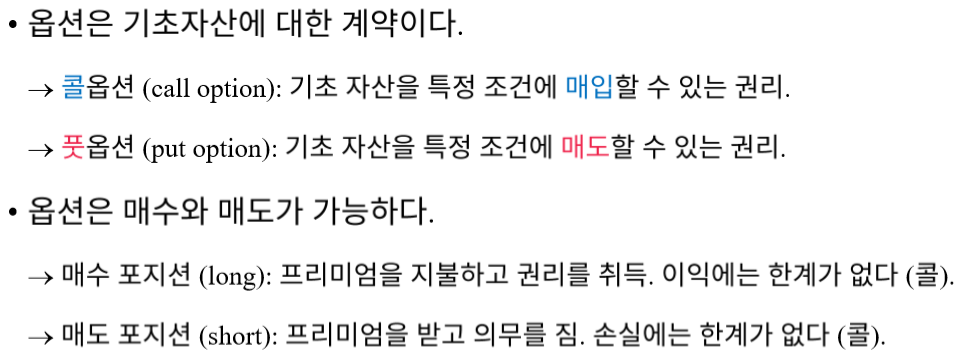 • 옵션은 기초자산에 대한 계약이다.
→ 콜옵션 (call option): 기초 자산을 특정 조건에 매입할 수 있는 권리.
→ 풋옵션 (put option): 기초 자산을 특정 조건에 매도할 수 있는 권리.
• 옵션은 매수와 매도가 가능하다.
→ 매수 포지션 (long): 프리미엄을 지불하고 권리를 취득. 이익에는 한계가 없다 (콜).
→ 매도 포지션 (short): 프리미엄을 받고 의무를 짐. 손실에는 한계가 없다 (콜).